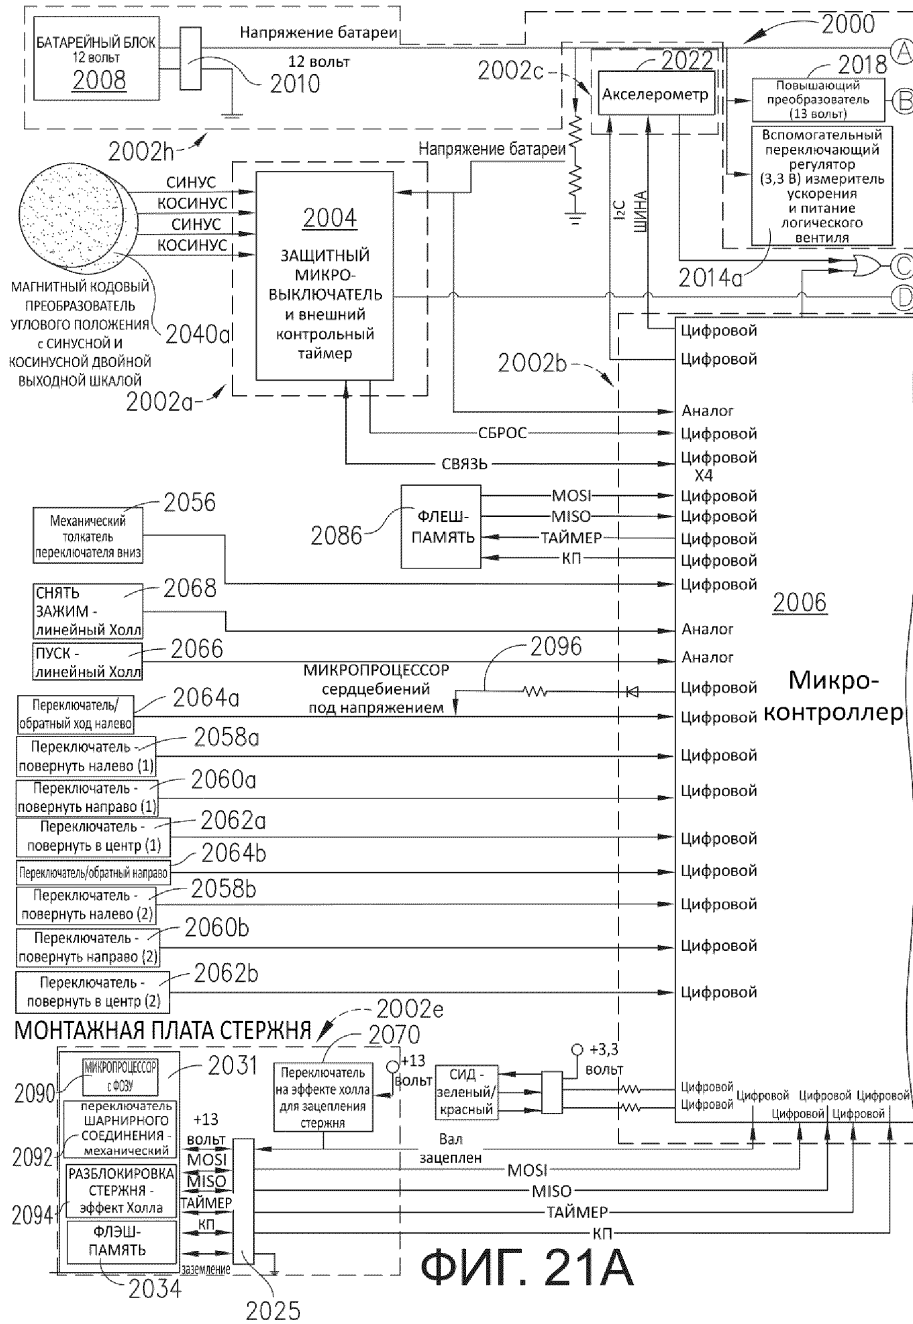 БАТАРЕЙНЫЙ БЛОК
12 вольт
2008
Напряжение батареи
12 вольт
2010
2002h
2000
A
2022
2002c
Акселерометр
2018
Повышающий
преобразователь
(13 вольт)
B
Вспомогательный
переключающий
регулятор
(3,3 В) измеритель
ускорения
и питание
логического
вентиля
2014a
C
D
Напряжение батареи
I2C
ШИНА
СИНУС
КОСИНУС
СИНУС
КОСИНУС
2004
ЗАЩИТНЫЙ
МИКРО-
ВЫКЛЮЧАТЕЛЬ
и ВНЕШНИЙ
контрольный
таймер
МАГНИТНЫЙ КОДОВЫЙ
ПРЕОБРАЗОВАТЕЛЬ
УГЛОВОГО ПОЛОЖЕНИЯ
с СИНУСНОЙ И
КОСИНУСНОЙ ДВОЙНОЙ
ВЫХОДНОЙ ШКАЛОЙ
2040a
2002a
2002b
Цифровой
Цифровой
Аналог
СБРОС
Цифровой
СВЯЗЬ
Цифровой
X4
2086
ФЛЕШ-
ПАМЯТЬ
MOSI
Цифровой
MISO
Цифровой
ТАЙМЕР
Цифровой
КП
Цифровой
2056
Механический
толкатель
переключателя вниз
Цифровой
2068
СНЯТЬ
ЗАЖИМ -
линейный Холл
Аналог
2066
ПУСК -
линейный Холл
Аналог
2006
Микро-
контроллер
МИКРОПРОЦЕССОР
сердцебиений
под напряжением
2096
Цифровой
2064a
Переключатель/
обратный ход налево
Цифровой
2058a
Переключатель -
повернуть налево (1)
Цифровой
2060a
Переключатель -
повернуть направо (1)
Цифровой
2062a
Переключатель -
повернуть в центр (1)
Цифровой
2064b
Переключатель/обратный направо
Цифровой
2058b
Переключатель -
повернуть налево (2)
Цифровой
2060b
Переключатель -
повернуть направо (2)
Цифровой
2062b
Переключатель -
повернуть в центр (2)
Цифровой
МОНТАЖНАЯ ПЛАТА СТЕРЖНЯ
2002e
2031
2070
2090
МИКРОПРОЦЕССОР
с ФОЗУ
Переключатель
на эффекте холла
для зацепления
стержня
+13
вольт
СИД -
зеленый/
красный
+3,3
вольт
Цифровой
Цифровой
Цифровой
Цифровой
Цифровой
Цифровой
Цифровой
2092
переключатель
ШАРНИРНОГО
СОЕДИНЕНИЯ -
механический
+13
вольт
MOSI
MISO
ТАЙМЕР
КП
заземление
2094
РАЗБЛОКИРОВКА
СТЕРЖНЯ -
эффект Холла
ФЛЭШ-
ПАМЯТЬ
2034
2025
Вал
зацеплен
MOSI
MISO
ТАЙМЕР
КП
ФИГ. 21A